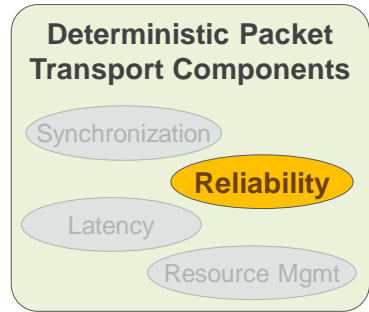 Deterministic Packet
Transport Components
Synchronization
Reliability
Latency
Resource Mgmt